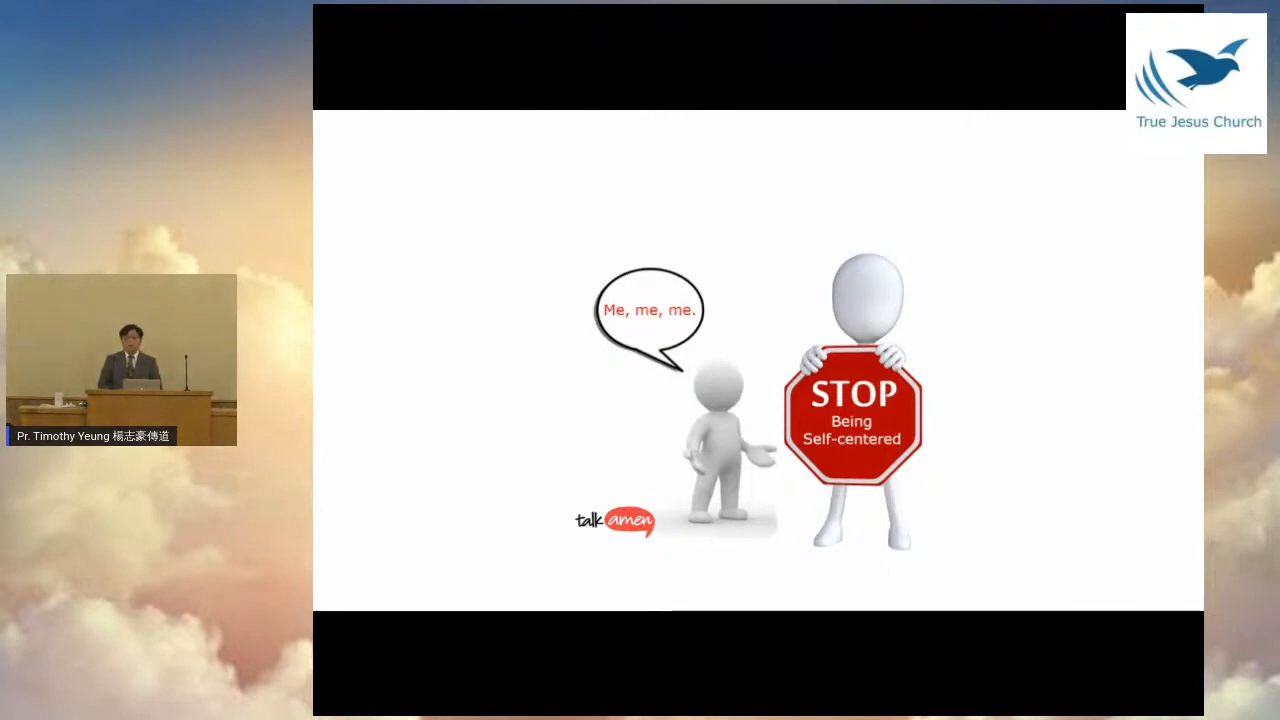 True Jesus Church
Me, me, me.
STOP
Being
Self-centered
talk amen
Pr. Timothy Yeung 楊志豪傳道